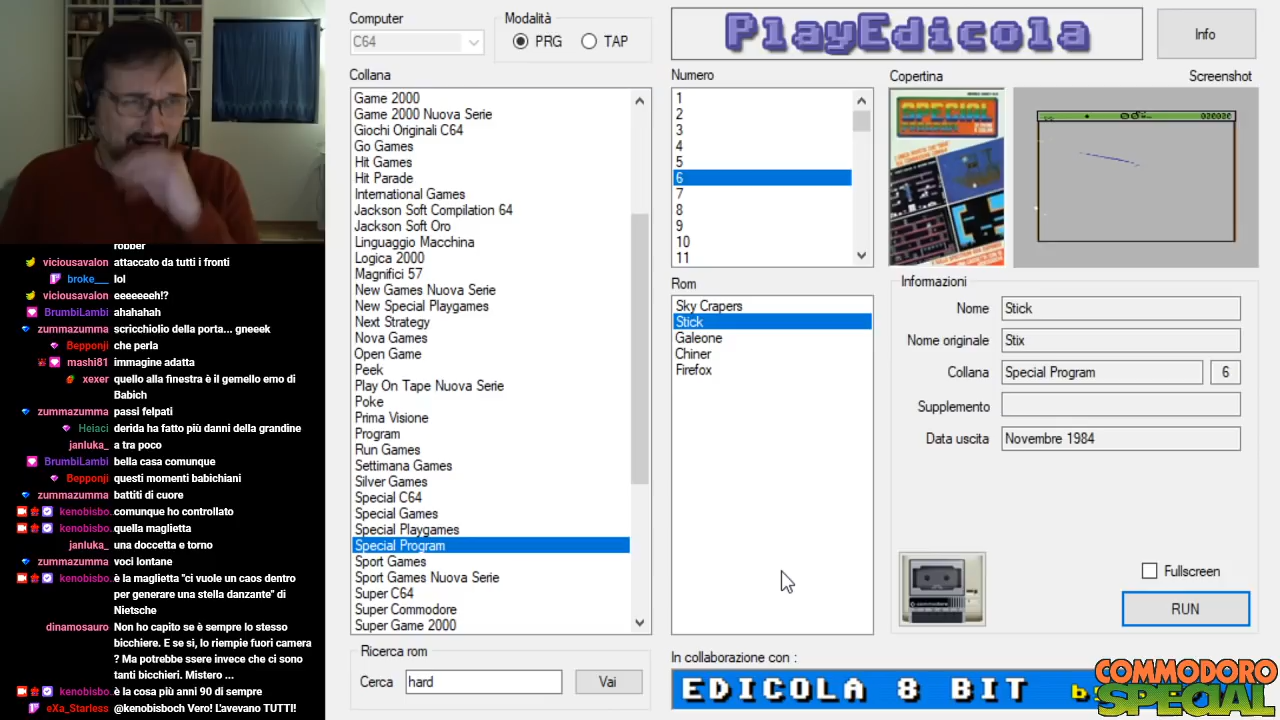 robber
viciousavalon attaccato da tutti i fronti
broke___ lol
viciousavalon eeeeeeeh!?
BrumbiLambi ahahahah
zummazumma scricchiolio della porta... gneeek
Bepponji che perla
mashi81 immagine adatta
xexer quello alla finestra è il gemello emo di
Babich
zummazumma passi felpati
Heiaci derida ha fatto più danni della grandine
janluka_ a tra poco
BrumbiLambi bella casa comunque
Bepponji questi momenti babichiani
zummazumma battiti di cuore
kenobisbo. comunque ho controllato
kenobisbo. quella maglietta
janluka_ una doccetta e torno
zummazumma voci lontane
kenobisbo. è la maglietta "ci vuole un caos dentro
per generare una stella danzante" di
Nietsche
dinamosauro Non ho capito se è sempre lo stesso
bicchiere. E se si, lo riempie fuori camera
? Ma potrebbe ssere invece che ci sono
tanti bicchieri. Mistero ...
kenobisbo. è la cosa più anni 90 di sempre
eXa_Starless @kenobisboch Vero! L'avevano TUTTI!
Computer
C64
Modalità
PRG
TAP
PlayEdicola
Info
Collana
Game 2000
Game 2000 Nuova Serie
Giochi Originali C64
Go Games
Hit Games
Hit Parade
International Games
Jackson Soft Compilation 64
Jackson Soft Oro
Linguaggio Macchina
Logica 2000
Magnifici 57
New Games Nuova Serie
New Special Playgames
Next Strategy
Nova Games
Open Game
Peek
Play On Tape Nuova Serie
Poke
Prima Visione
Program
Run Games
Settimana Games
Silver Games
Special C64
Special Games
Special Playgames
Special Program
Sport Games
Sport Games Nuova Serie
Super C64
Super Commodore
Super Game 2000
Ricerca rom
Cerca
hard
Vai
Numero
1
2
3
4
5
6
7
8
9
10
11
Rom
Sky Crapers
Stick
Galeone
Chiner
Firefox
Copertina
SPECIAL
Screenshot
Informazioni
Nome Stick
Nome originale Stix
Collana Special Program 6
Supplemento
Data uscita Novembre 1984
commodore
Fullscreen
RUN
In collaborazione con :
EDICOLA 8 BIT
COMMODORO
SPECIAL